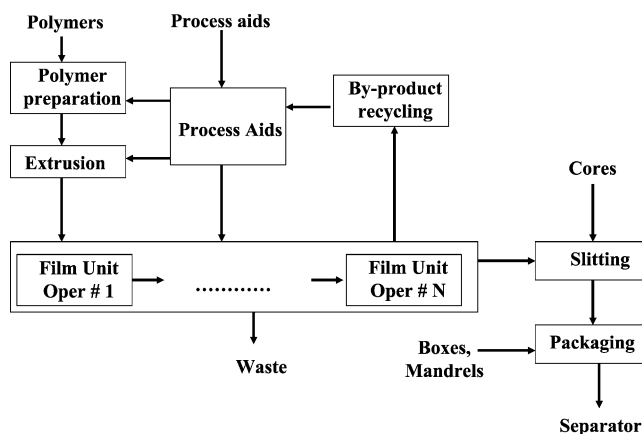 Polymers
Process aids
Polymer
preparation
Process Aids
By-product
recycling
Extrusion
Cores
Film Unit
Oper # 1
............
Film Unit
Oper # N
Slitting
Waste
Boxes,
Mandrels
Packaging
Separator